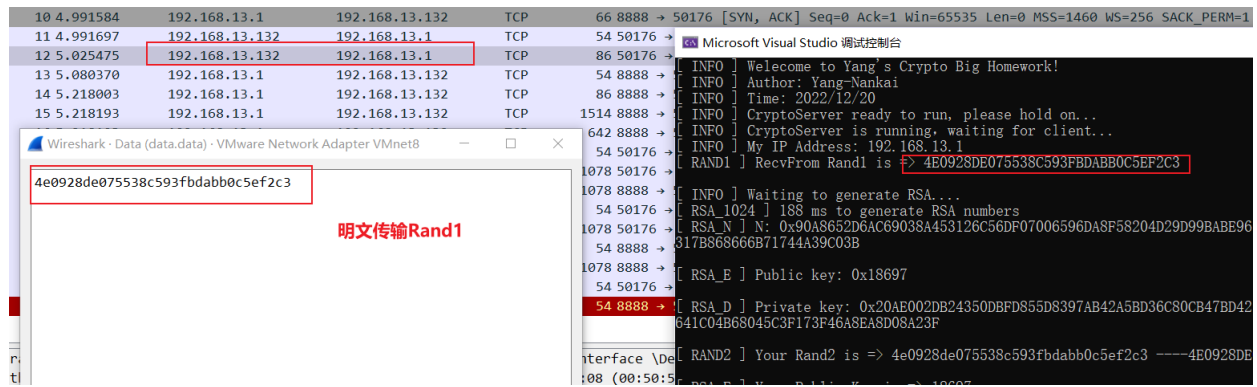 10 4.991584 192.168.13.1 192.168.13.132 TCP 66 8888 → 50176 [SYN, ACK] Seq=0 Ack=1 Win=65535 Len=0 MSS=1460 WS=256 SACK_PERM=1
11 4.991697 192.168.13.132 192.168.13.1 TCP 54 50176 →
12 5.025475 192.168.13.132 192.168.13.1 TCP 86 50176 →
13 5.080370 192.168.13.1 192.168.13.132 TCP 54 8888 →
14 5.218003 192.168.13.1 192.168.13.132 TCP 86 8888 →
15 5.218193 192.168.13.1 192.168.13.132 TCP 1514 8888 →
642 8888 →
54 50176 →
1078 50176 →
1078 8888 →
54 50176 →
1078 50176 →
54 8888 →
1078 8888 →
54 50176 →
54 8888 →
Wireshark · Data (data.data) · VMware Network Adapter VMnet8
4e0928de075538c593fbdabb0c5ef2c3
明文传输Rand1
nterface \De
:08 (00:50:5
Microsoft Visual Studio 调试控制台
[ INFO ] Welcome to Yang's Crypto Big Homework!
[ INFO ] Author: Yang-Nankai
[ INFO ] Time: 2022/12/20
[ INFO ] CryptoServer ready to run, please hold on...
[ INFO ] CryptoServer is running, waiting for client...
[ INFO ] My IP Address: 192.168.13.1
[ RAND1 ] RecvFrom Rand1 is => 4E0928DE075538C593FBDABB0C5EF2C3
[ INFO ] Waiting to generate RSA....
[ RSA_1024 ] 188 ms to generate RSA numbers
[ RSA_N ] N: 0x90A8652D6AC69038A453126C56DF07006596DA8F58204D29D99BABE96
317B868666B71744A39C03B
[ RSA_E ] Public key: 0x18697
[ RSA_D ] Private key: 0x20AE002DB24350DBFD855D8397AB42A5BD36C80CB47BD42
641C04B68045C3F173F46A8EA8D08A23F
[ RAND2 ] Your Rand2 is => 4e0928de075538c593fbdabb0c5ef2c3 ----4E0928DE